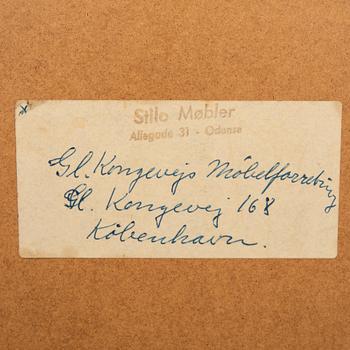 Stilo Møbler
Allegade 31 - Odense
Gl. Kongevejs Møbelforretning
Gl. Kongevej 168
København.